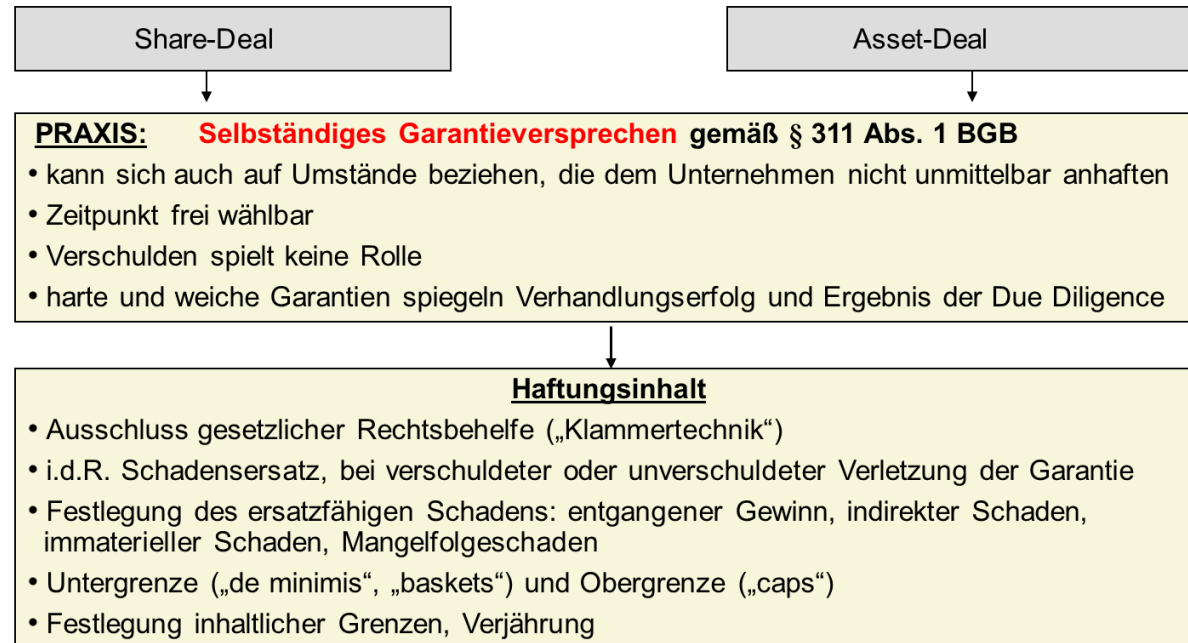 Share-Deal
Asset-Deal
PRAXIS: Selbständiges Garantieversprechen gemäß § 311 Abs. 1 BGB
• kann sich auch auf Umstände beziehen, die dem Unternehmen nicht unmittelbar anhaften
• Zeitpunkt frei wählbar
• Verschulden spielt keine Rolle
• harte und weiche Garantien spiegeln Verhandlungserfolg und Ergebnis der Due Diligence
Haftungsinhalt
• Ausschluss gesetzlicher Rechtsbehelfe („Klammertechnik“)
• i.d.R. Schadensersatz, bei verschuldeter oder unverschuldeter Verletzung der Garantie
• Festlegung des ersatzfähigen Schadens: entgangener Gewinn, indirekter Schaden,
immaterieller Schaden, Mangelfolgeschaden
• Untergrenze („de minimis“, „baskets“) und Obergrenze („caps“)
• Festlegung inhaltlicher Grenzen, Verjährung